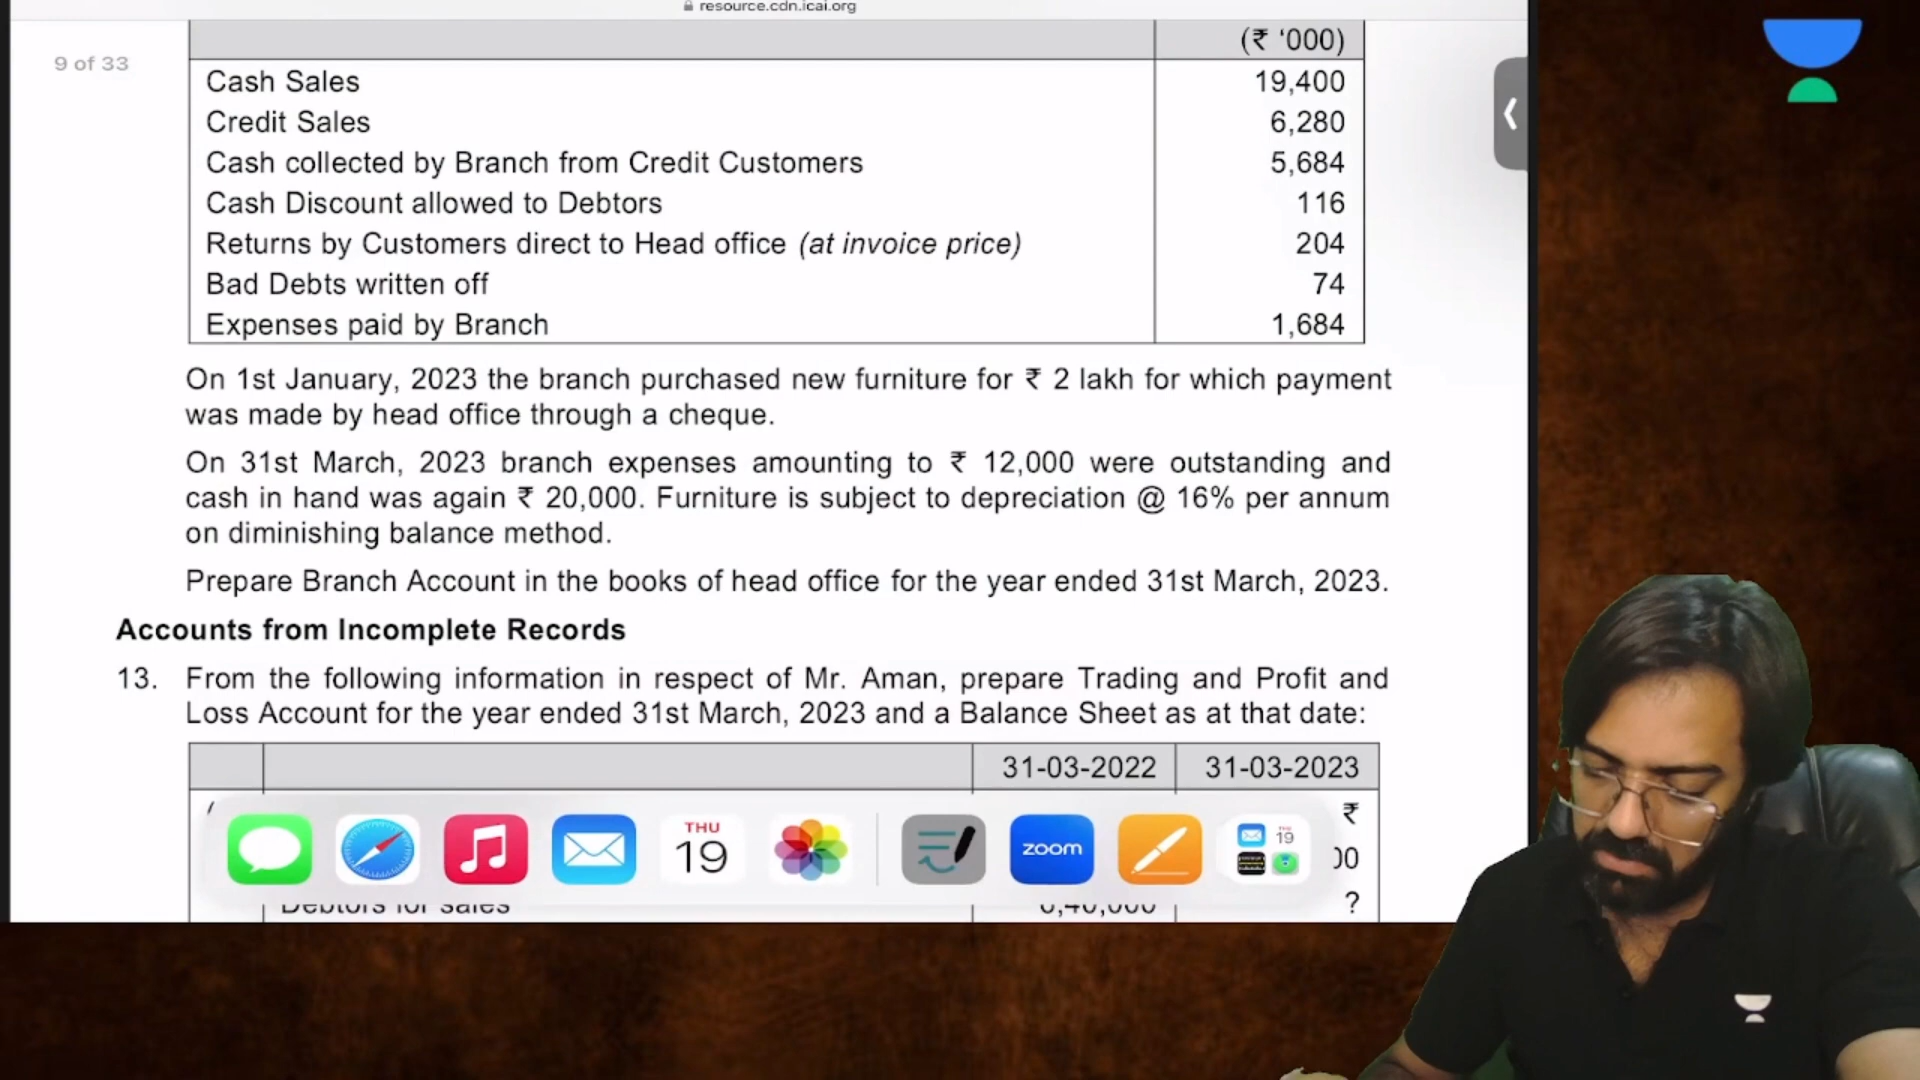 resource.cdn.icai.org
9 of 33
(₹ ‘000)
Cash Sales 19,400
Credit Sales 6,280
Cash collected by Branch from Credit Customers 5,684
Cash Discount allowed to Debtors 116
Returns by Customers direct to Head office (at invoice price) 204
Bad Debts written off 74
Expenses paid by Branch 1,684
On 1st January, 2023 the branch purchased new furniture for ₹ 2 lakh for which payment
was made by head office through a cheque.
On 31st March, 2023 branch expenses amounting to ₹ 12,000 were outstanding and
cash in hand was again ₹ 20,000. Furniture is subject to depreciation @ 16% per annum
on diminishing balance method.
Prepare Branch Account in the books of head office for the year ended 31st March, 2023.
Accounts from Incomplete Records
13. From the following information in respect of Mr. Aman, prepare Trading and Profit and
Loss Account for the year ended 31st March, 2023 and a Balance Sheet as at that date:
31-03-2022 31-03-2023
₹
THU
19
zoom
THU
19
00
Debtors for sales ?